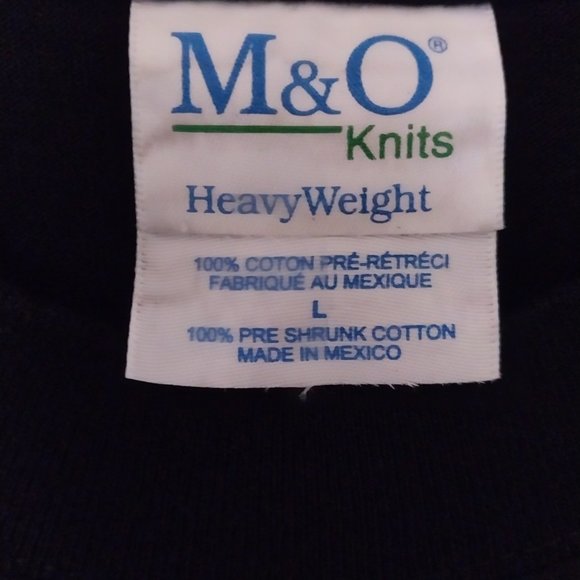 M&O®
Knits
HeavyWeight
100% COTON PRÉ-RÉTRÉCI
FABRIQUÉ AU MEXIQUE
L
100% PRE SHRUNK COTTON
MADE IN MEXICO